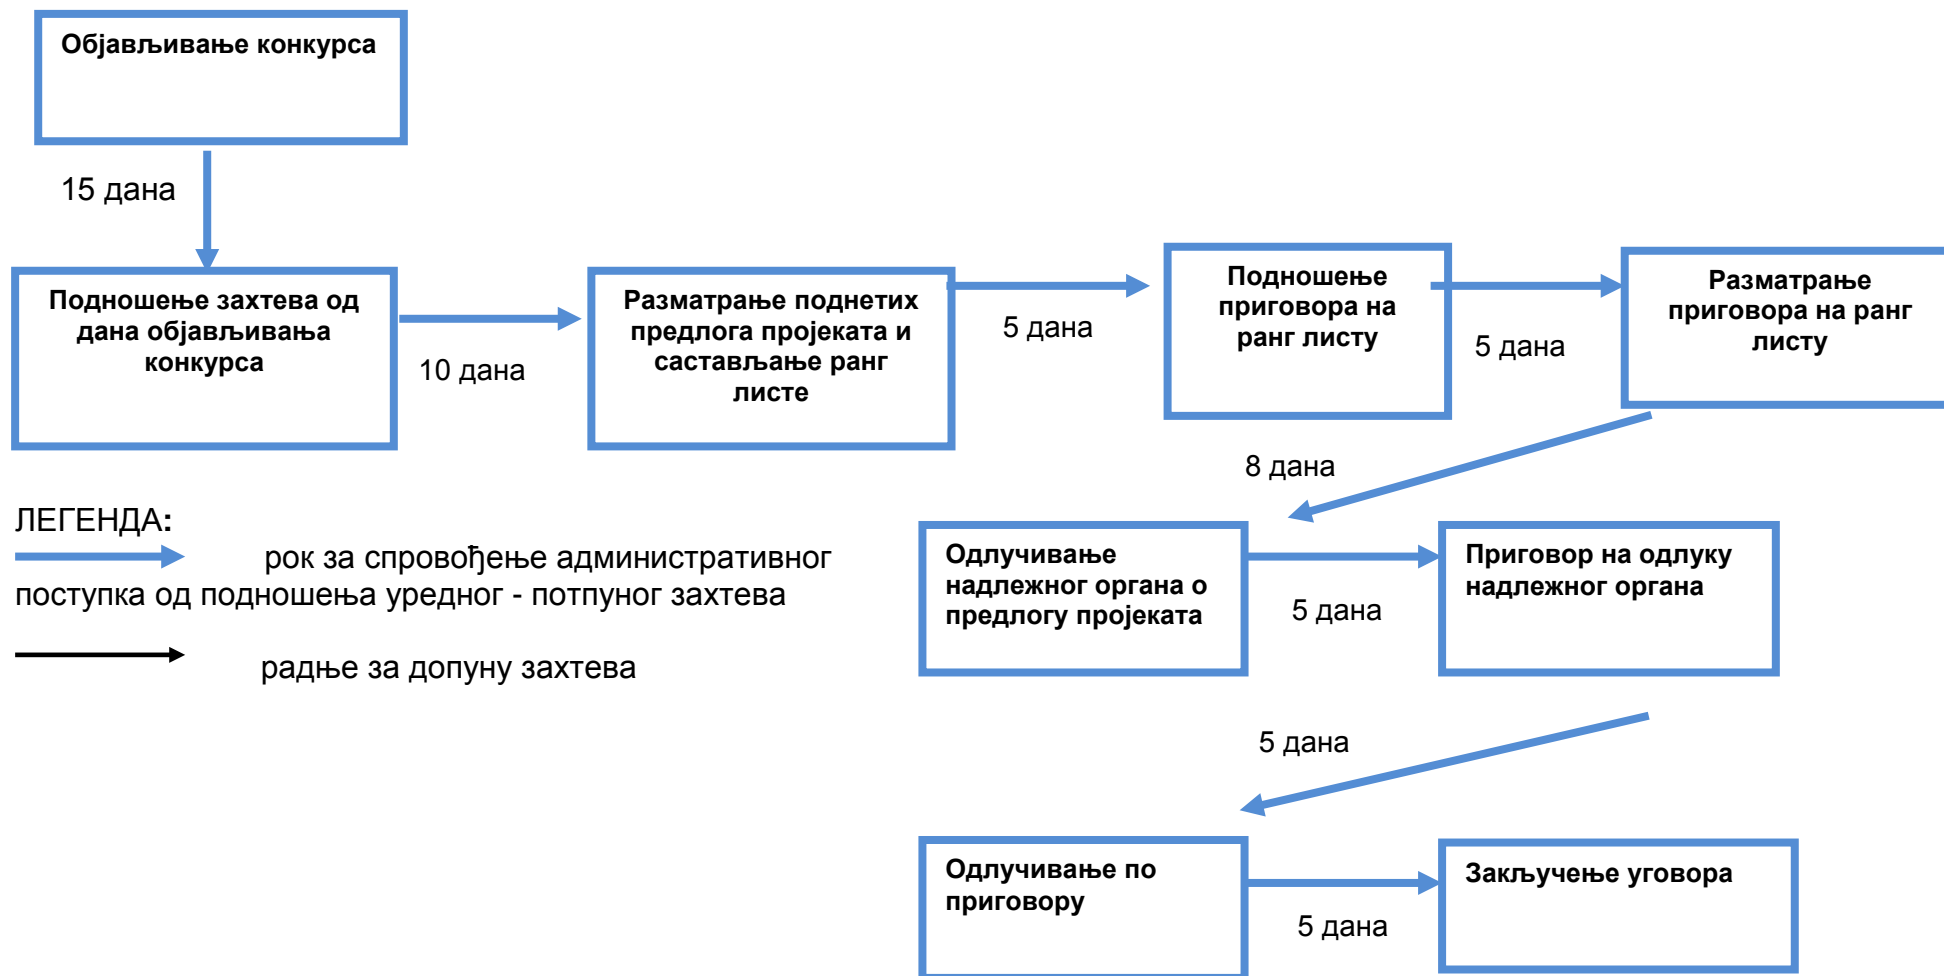 Објављивање конкурса
15 дана
Подношење захтева од
дана објављивања
конкурса
10 дана
Разматрање поднетих
предлога пројеката и
састављање ранг
листе
5 дана
Подношење
приговора на
ранг листу
5 дана
Разматрање
приговора на ранг
листу
8 дана
ЛЕГЕНДА:
рок за спровођење административног
поступка од подношења уредног - потпуног захтева
радње за допуну захтева
Одлучивање
надлежног органа о
предлогу пројеката
5 дана
Приговор на одлуку
надлежног органа
5 дана
Одлучивање по
приговору
5 дана
Закључење уговора